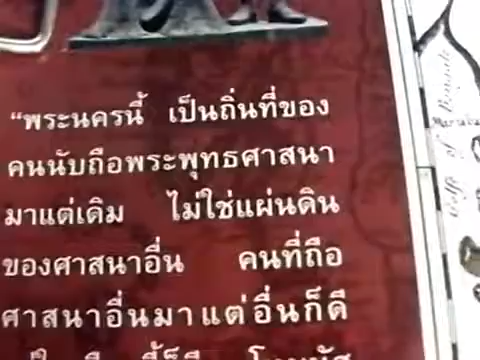 “พระนครนี้ เป็นถิ่นที่ของ
คนนับถือพระพุทธศาสนา
มาแต่เดิม ไม่ใช่แผ่นดิน
ของศาสนาอื่น คนที่ถือ
ศาสนาอื่นมาแต่อื่นก็ดี